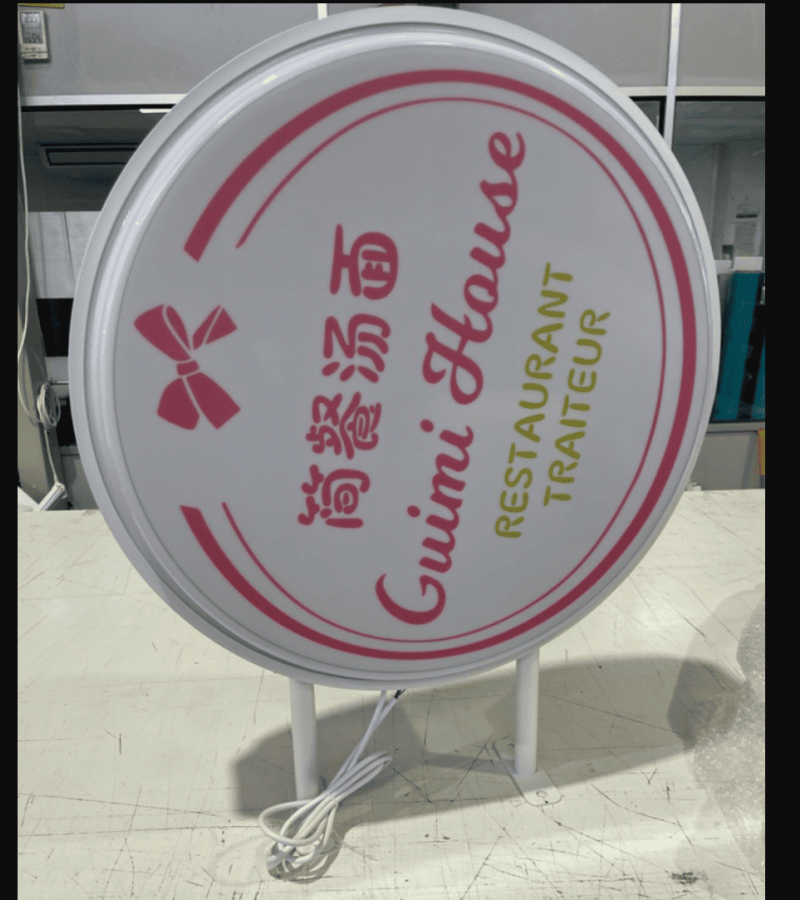 简餐汤面
Guimi House
RESTAURANT
TRAITEUR